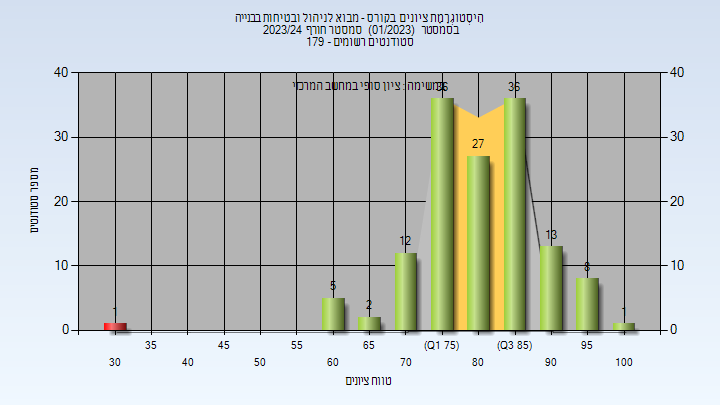 היסטוגרמת ציונים בקורס - מבוא לניהול ובטיחות בבנייה
בסמסטר (01/2023) סמסטר חורף 2023/24
סטודנטים רשומים - 179
משימה: ציון סופי במחשב המרכזי
40 40
30 30
20 20
10 10
0 0
מספר סטודנטים
1 5 2 12 36 27 36 13 8 1
35 45 55 65 (Q1 75) (Q3 85) 95
30 40 50 60 70 80 90 100
טווח ציונים